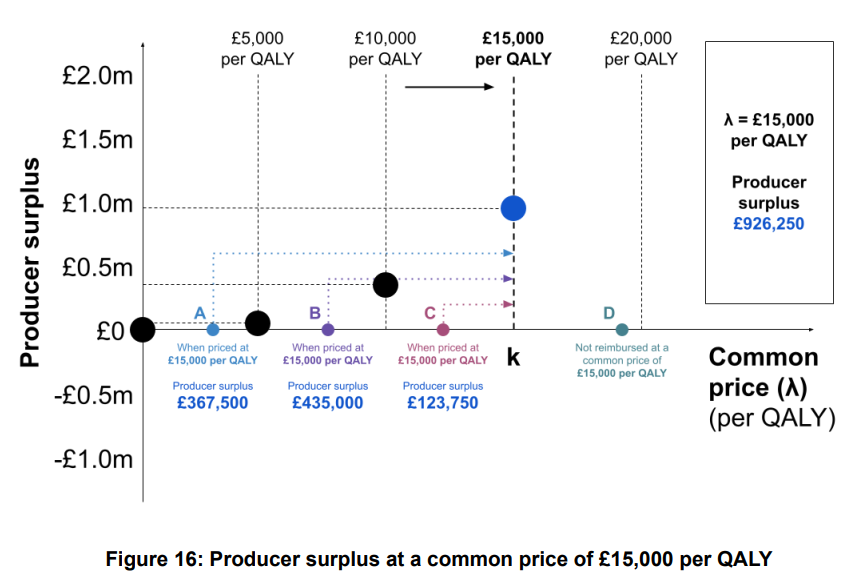 £5,000
per QALY
£10,000
per QALY
£15,000
per QALY
£20,000
per QALY
£2.0m
£1.5m
£1.0m
£0.5m
£0
-£0.5m
-£1.0m
Producer surplus
λ = £15,000
per QALY
Producer
surplus
£926,250
A
When priced at
£15,000 per QALY
Producer surplus
£367,500
B
When priced at
£15,000 per QALY
Producer surplus
£435,000
C
When priced at
£15,000 per QALY
Producer surplus
£123,750
k
D
Not reimbursed at a
common price of
£15,000 per QALY
Common
price (λ)
(per QALY)
Figure 16: Producer surplus at a common price of £15,000 per QALY